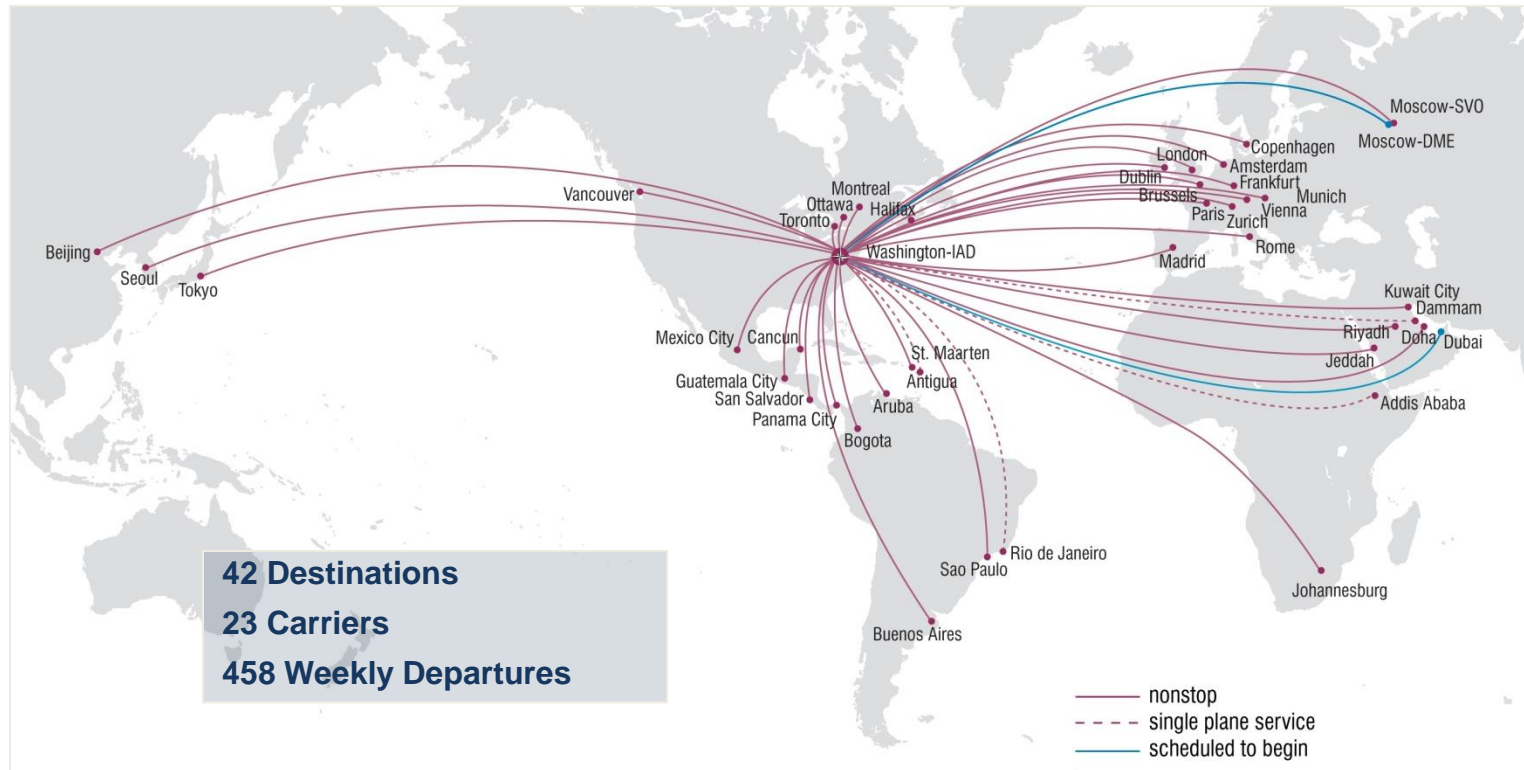 Moscow-SVO
Moscow-DME
Copenhagen
London
Amsterdam
Dublin
Frankfurt
Brussels
Munich
Paris
Vienna
Zurich
Rome
Madrid
Vancouver
Montreal
Ottawa
Halifax
Toronto
Washington-IAD
Beijing
Seoul
Tokyo
Kuwait City
Dammam
Riyadh
Doha
Dubai
Jeddah
Addis Ababa
Mexico City
Cancun
St. Maarten
Guatemala City
Antigua
San Salvador
Aruba
Panama City
Bogota
Rio de Janeiro
Sao Paulo
Johannesburg
Buenos Aires
42 Destinations
23 Carriers
458 Weekly Departures
nonstop
single plane service
scheduled to begin